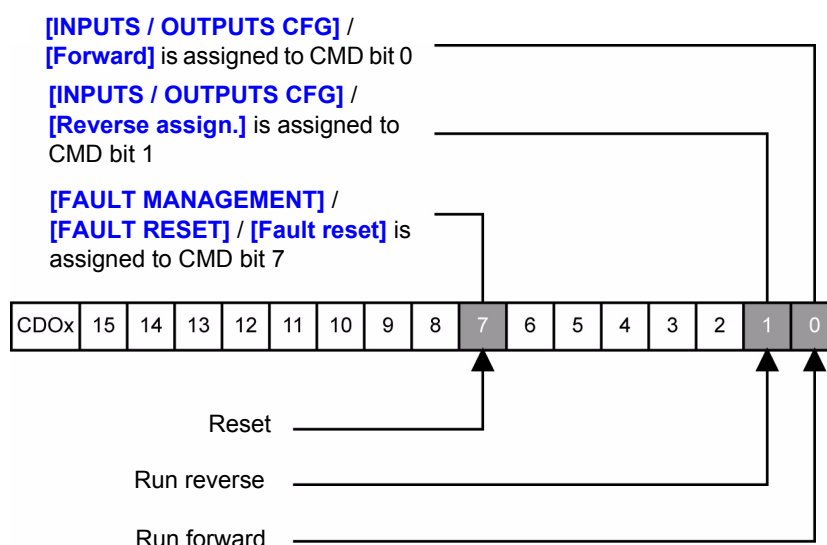 [INPUTS / OUTPUTS CFG] /
[Forward] is assigned to CMD bit 0
[INPUTS / OUTPUTS CFG] /
[Reverse assign.] is assigned to
CMD bit 1
[FAULT MANAGEMENT] /
[FAULT RESET] / [Fault reset] is
assigned to CMD bit 7
CDOx 15 14 13 12 11 10 9 8 7 6 5 4 3 2 1 0
Reset
Run reverse
Run forward